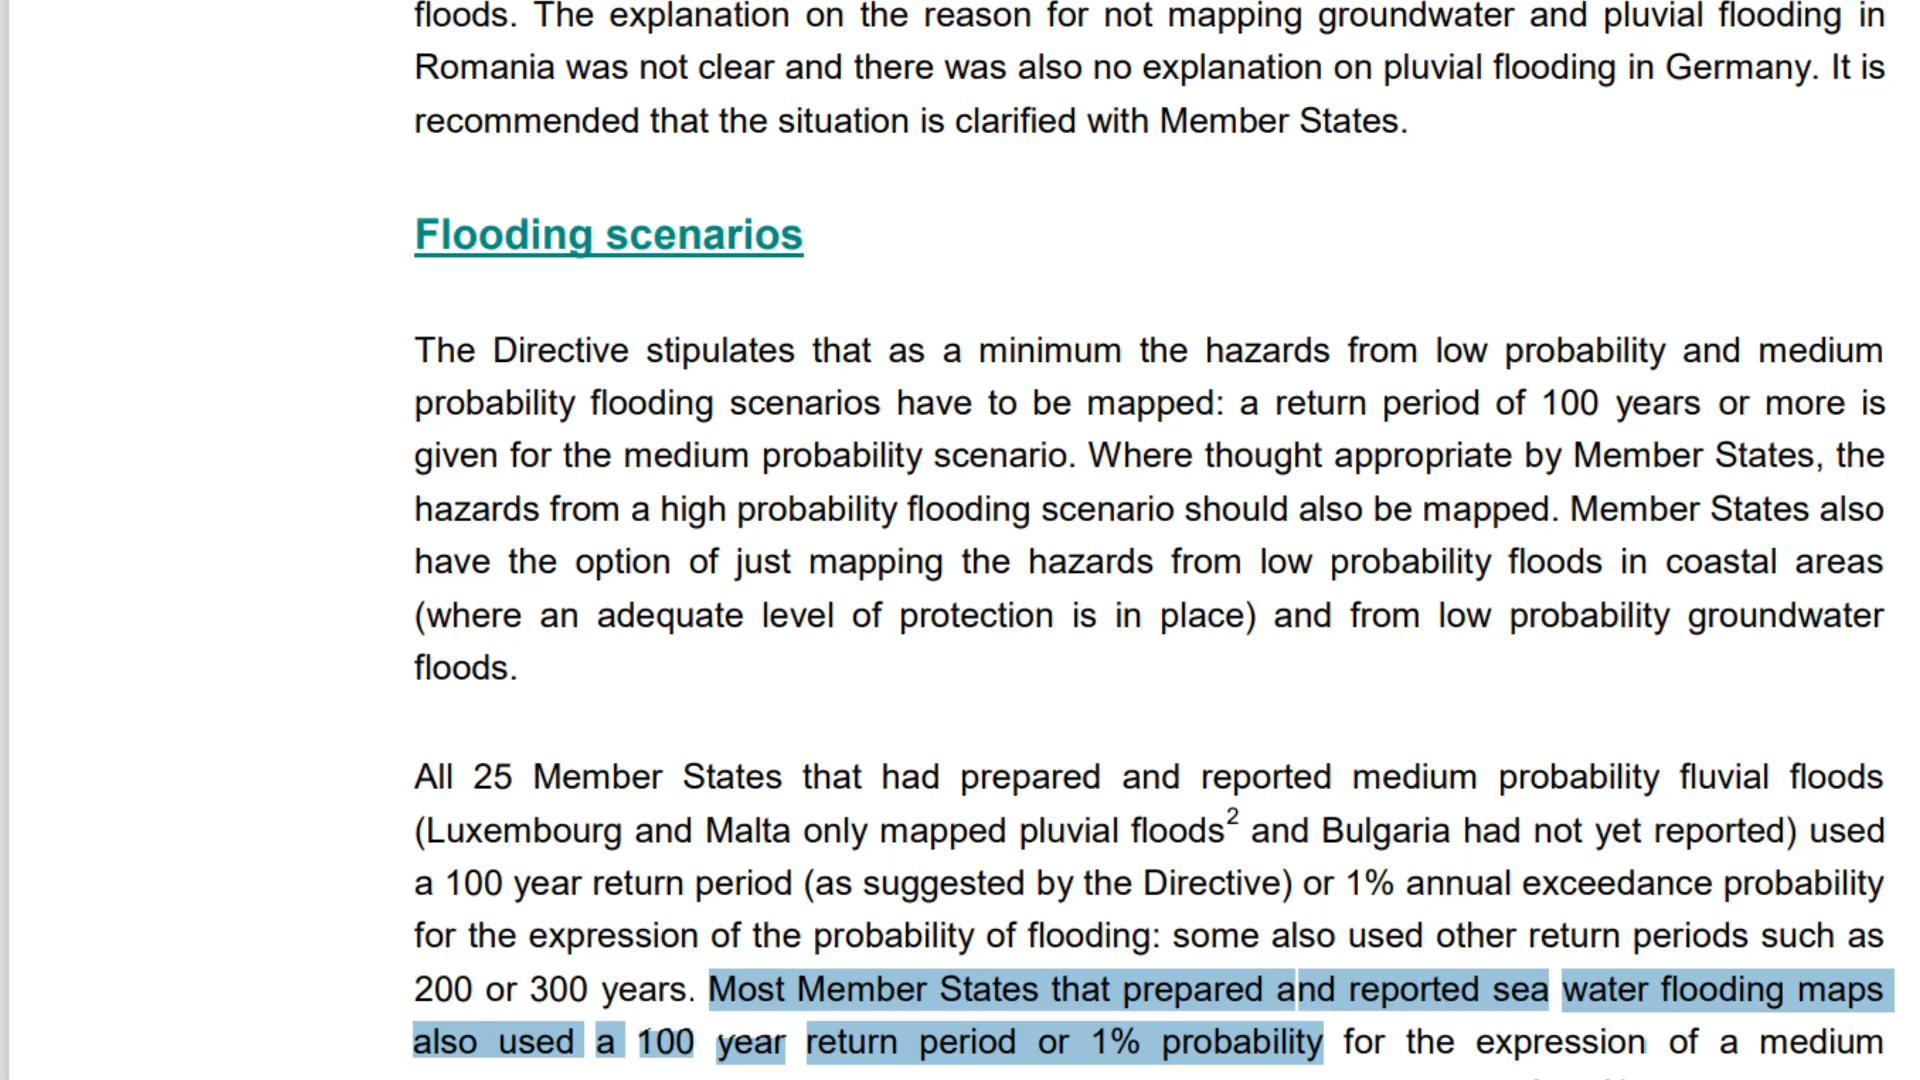 floods. The explanation on the reason for not mapping groundwater and pluvial flooding in
Romania was not clear and there was also no explanation on pluvial flooding in Germany. It is
recommended that the situation is clarified with Member States.
Flooding scenarios
The Directive stipulates that as a minimum the hazards from low probability and medium
probability flooding scenarios have to be mapped: a return period of 100 years or more is
given for the medium probability scenario. Where thought appropriate by Member States, the
hazards from a high probability flooding scenario should also be mapped. Member States also
have the option of just mapping the hazards from low probability floods in coastal areas
(where an adequate level of protection is in place) and from low probability groundwater
floods.
All 25 Member States that had prepared and reported medium probability fluvial floods
(Luxembourg and Malta only mapped pluvial floods² and Bulgaria had not yet reported) used
a 100 year return period (as suggested by the Directive) or 1% annual exceedance probability
for the expression of the probability of flooding: some also used other return periods such as
200 or 300 years. Most Member States that prepared and reported sea water flooding maps
also used a 100 year return period or 1% probability for the expression of a medium